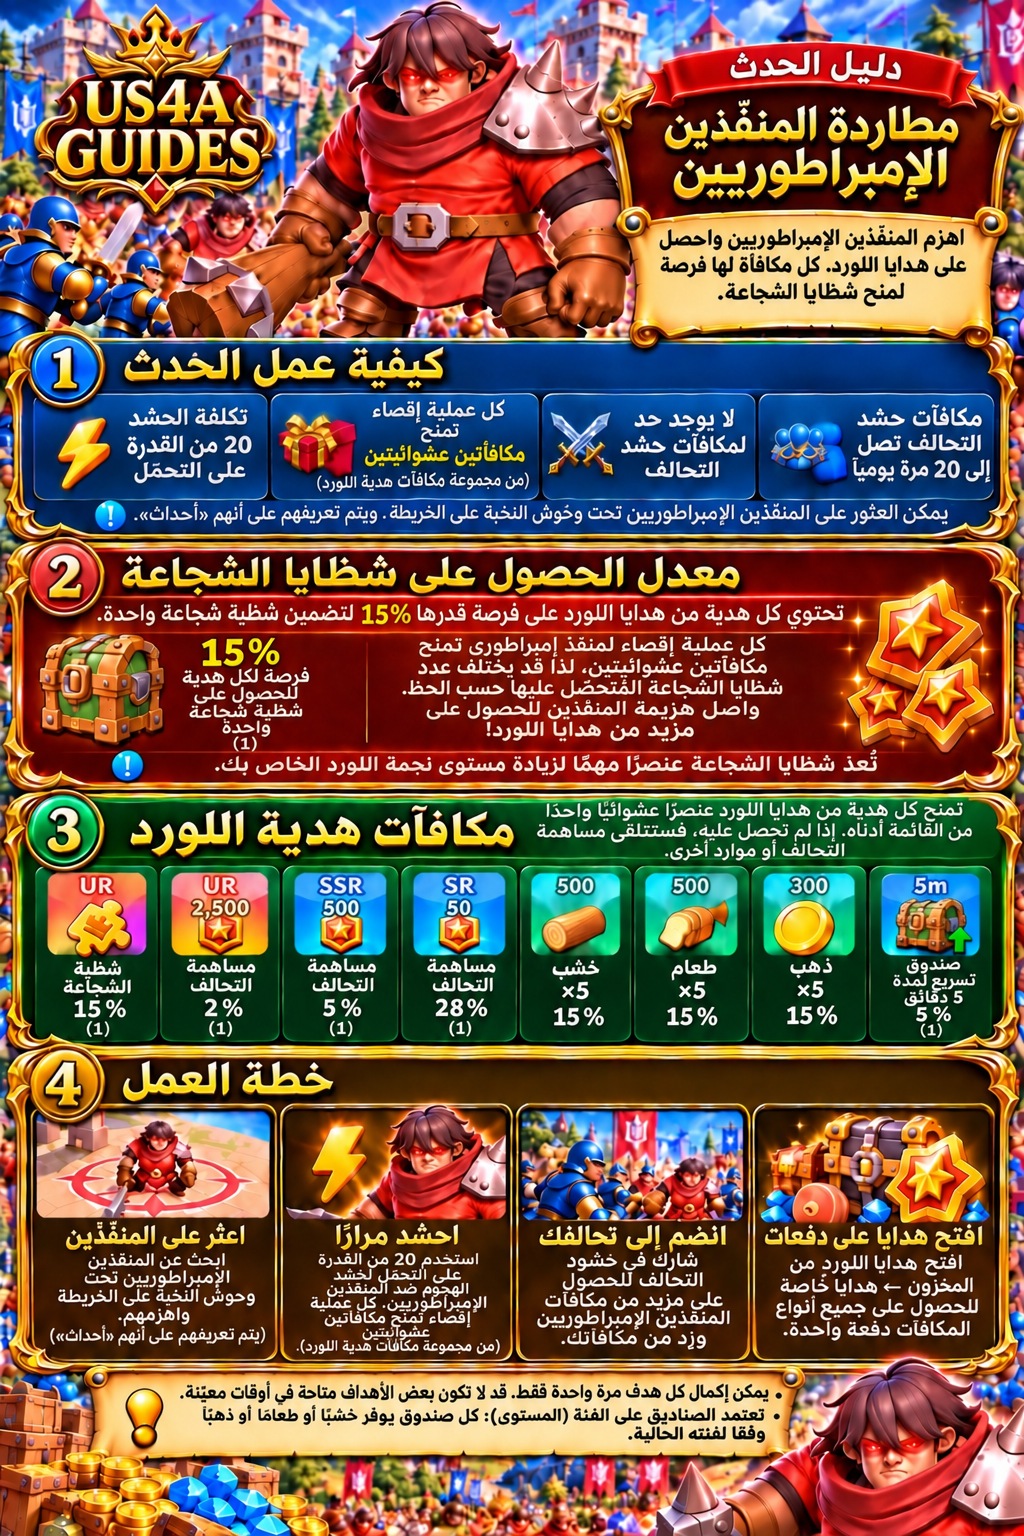 US4A
GUIDES
دليل الحدث
مطاردة المنفّذين
الإمبراطوريين
اهزم المنفّذين الإمبراطوريين واحصل
على هدايا اللورد. كل مكافأة لها فرصة
لمنح شظايا الشجاعة.
1
كيفية عمل الحدث
مكافآت حشد
التحالف تصل
إلى 20 مرة يومياً
لا يوجد حد
لمكافآت حشد
التحالف
كل عملية إقصاء
تمنح
مكافأتين عشوائيتين
(من مجموعة مكافآت هدية اللورد)
تكلفة الحشد
20 من القدرة
على التحمّل
يمكن العثور على المنفّذين الإمبراطوريين تحت وحوش النخبة على الخريطة. ويتم تعريفهم على أنهم «أحداث».
2
معدل الحصول على شظايا الشجاعة
تحتوي كل هدية من هدايا اللورد على فرصة قدرها 15% لتضمين شظية شجاعة واحدة.
كل عملية إقصاء لمنفذ إمبراطوري تمنح
مكافآتين عشوائيتين، لذا قد يختلف عدد
شظايا الشجاعة المُتحصّل عليها حسب الحظ.
واصل هزيمة المنفّذين للحصول على
مزيد من هدايا اللورد!
15%
فرصة لكل هدية
للحصول على
شظية شجاعة
واحدة
(1)
تُعدّ شظايا الشجاعة عنصرًا مهمًا لزيادة مستوى نجمة اللورد الخاص بك.
3
مكافآت هدية اللورد
تمنح كل هدية من هدايا اللورد عنصرًا عشوائيًا واحدًا
من القائمة أدناه. إذا لم تحصل عليه، فستتلقى مساهمة
التحالف أو موارد أخرى.
5m
صندوق
تسريع لمدة
5 دقائق
5%
(1)
300
ذهب
×5
15%
500
طعام
×5
15%
500
خشب
×5
15%
SR
50
مساهمة
التحالف
28%
(1)
SSR
500
مساهمة
التحالف
5%
(1)
UR
2,500
مساهمة
التحالف
2%
(1)
UR
شظية
الشجاعة
15%
(1)
4
خطة العمل
افتح هدايا على دفعات
افتح هدايا اللورد من
المخزون ← هدايا خاصة
للحصول على جميع أنواع
المكافآت دفعة واحدة.
انضم إلى تحالفك
شارك في حشود
التحالف للحصول
على مزيد من مكافآت
المنفّذين الإمبراطوريين
وزد من مكافآتك.
احشد مرارًا
استخدم 20 من القدرة
على التحمّل لحشد
الهجوم ضد المنفذين
الإمبراطوريين. كل عملية
إقصاء تمنح مكافأتين
عشوائيتين
(من مجموعة مكافآت هدية اللورد).
اعثر على المنفّذين
ابحث عن المنفذين
الإمبراطوريين تحت
وحوش النخبة على الخريطة
واهزمهم.
(يتم تعريفهم على أنهم «أحداث»)
• يمكن إكمال كل هدف مرة واحدة فقط. قد لا تكون بعض الأهداف متاحة في أوقات معيّنة.
• تعتمد الصناديق على الفئة (المستوى): كل صندوق يوفر خشبًا أو طعامًا أو ذهبًا
وفقا لفئته الحالية.